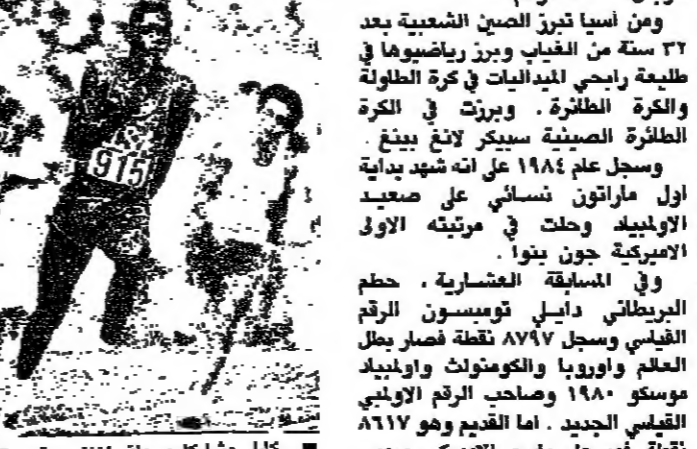 ومن آسيا تبرز الصين الشعبية بعد
٣٢ سنة من الغياب وبرز رياضيوها في
طليعة رابحي الميداليات في كرة الطاولة
والكرة الطائرة . وبرزت في الكرة
الطائرة الصينية سبيكر لانغ بينغ .
وسجل عام ١٩٨٤ على انه شهد بداية
اول ماراتون نسائي على صعيد
الاولمبياد وحلت في مرتبته الاولى
الاميركية جون بنوا .
وفي المسابقة العشارية ، حطم
البريطاني دايلي تومبسون الرقم
القياسي وسجل ٨٧٩٧ نقطة فصار بطل
العالم واوروبا والكومنولث واولمبياد
موسكو ١٩٨٠ وصاحب الرقم الاولمبي
القياسي الجديد . اما القديم وهو ٨٦١٧
915